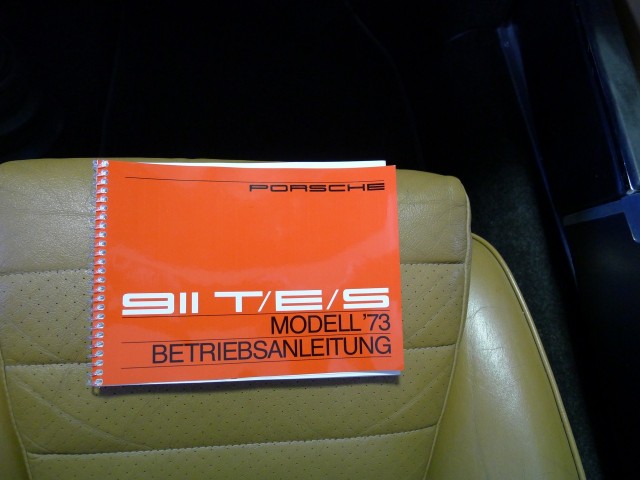 PORSCHE
911 T/E/S
MODELL '73
BETRIEBSANLEITUNG